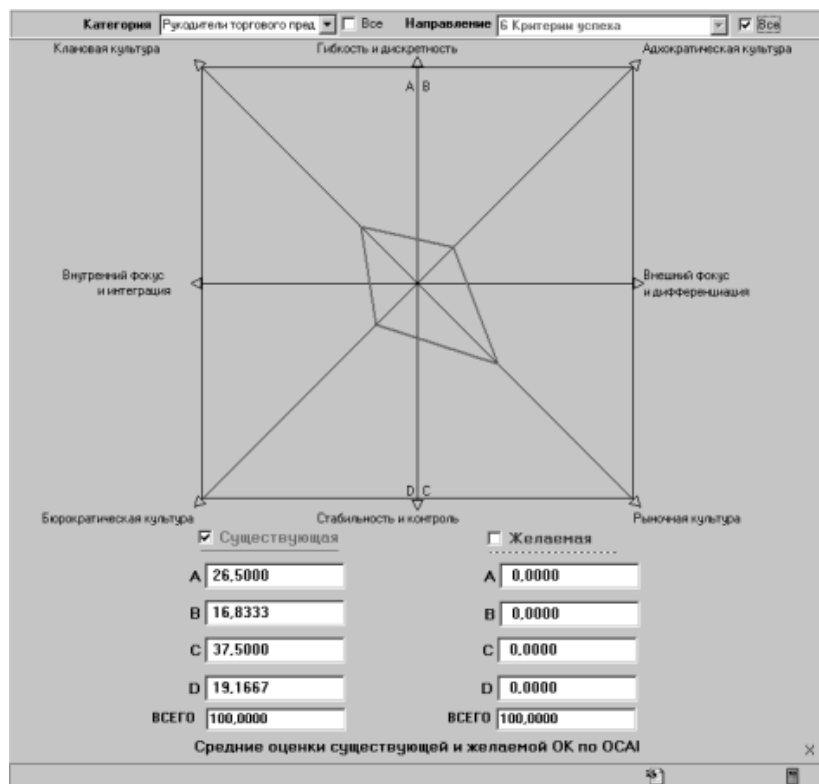 Категория Рукодители торгового пред Все Направление 6 Критерии успеха Все
Клановая культура Гибкость и дискретность Адхократическая культура
A B
Внутренний фокус и интеграция
Внешний фокус и дифференциация
D C
Бюрократическая культура Стабильность и контроль Рыночная культура
Существующая Желаемая
A 26,5000 A 0,0000
B 16,8333 B 0,0000
C 37,5000 C 0,0000
D 19,1667 D 0,0000
ВСЕГО 100,0000 ВСЕГО 100,0000
Средние оценки существующей и желаемой ОК по OCAI